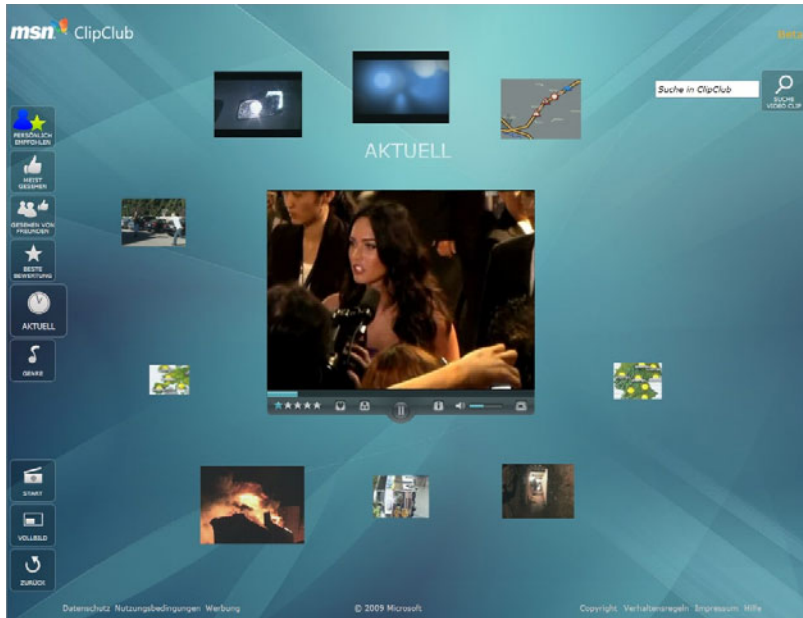 msn ClipClub
Beta
Suche in ClipClub
SUCHE
VIDEO CLIP
AKTUELL
PERSÖNLICH
EMPFOHLEN
MEIST
GESEHEN
GESEHEN VON
FREUNDEN
BESTE
BEWERTUNG
AKTUELL
GENRE
START
VOLLBILD
ZURÜCK
Datenschutz Nutzungsbedingungen Werbung
© 2009 Microsoft
Copyright Verhaltensregeln Impressum Hilfe